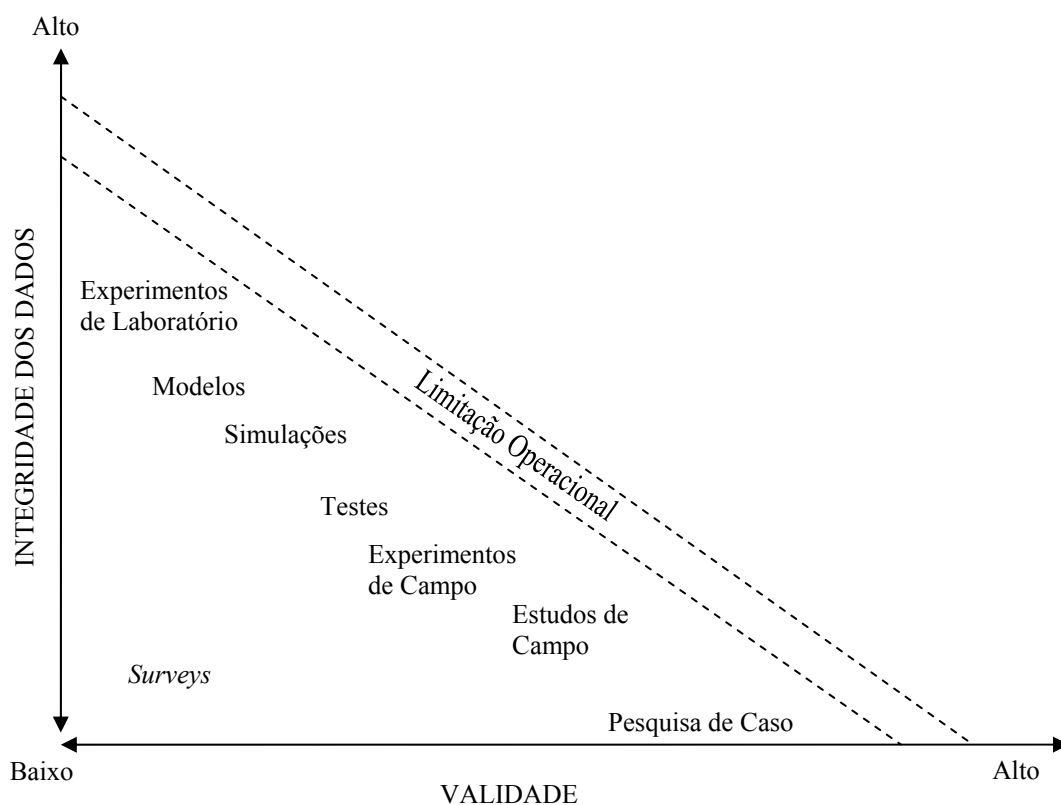 Alto
INTEGRIDADE DOS DADOS
Experimentos
de Laboratório
Modelos
Limitação Operacional
Simulações
Testes
Experimentos
de Campo
Estudos de
Campo
Surveys
Pesquisa de Caso
Baixo
Alto
VALIDADE